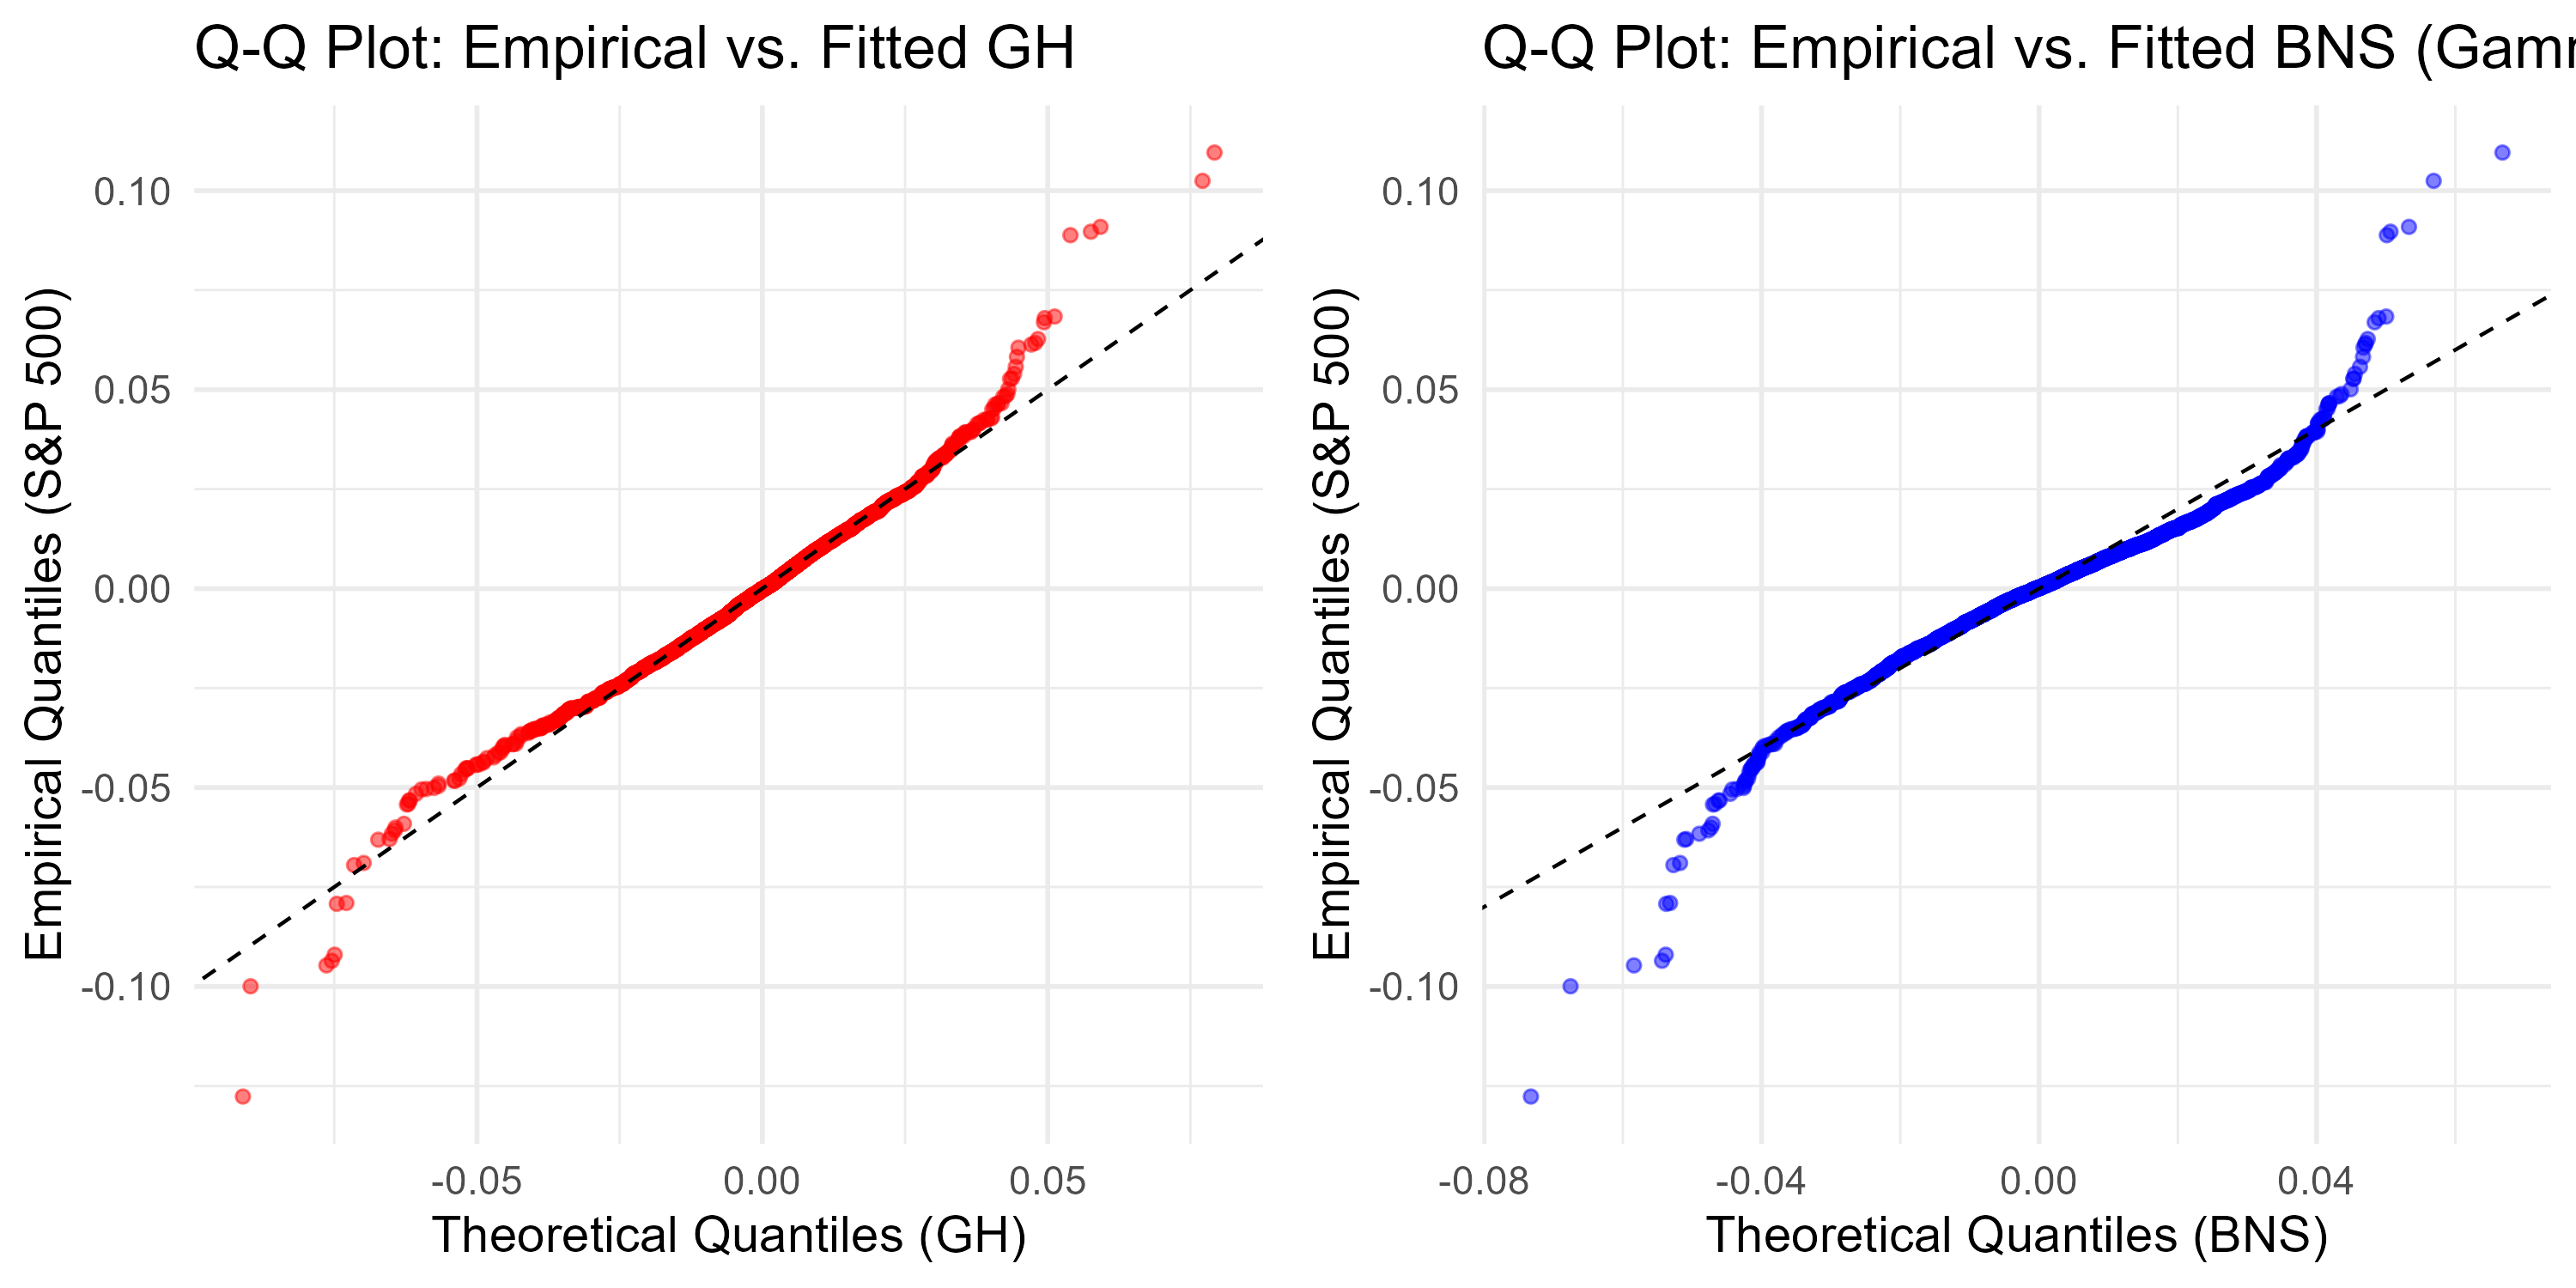 Q-Q Plot: Empirical vs. Fitted GH
Empirical Quantiles (S&P 500)
0.10
0.05
0.00
-0.05
-0.10
-0.05 0.00 0.05
Theoretical Quantiles (GH)
Q-Q Plot: Empirical vs. Fitted BNS (Gam
Empirical Quantiles (S&P 500)
0.10
0.05
0.00
-0.05
-0.10
-0.08 -0.04 0.00 0.04
Theoretical Quantiles (BNS)